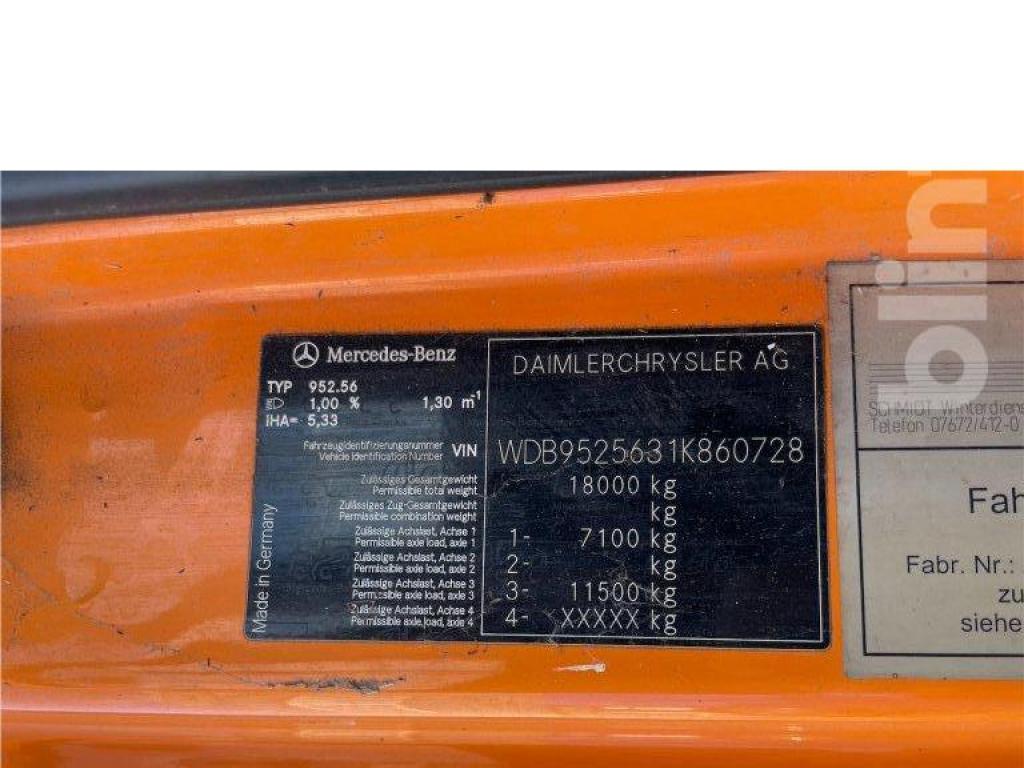 Mercedes-Benz
TYP 952.56
1,00 % 1,30 m-1
IHA= 5,33
Fahrzeugidentifizierungsnummer
Vehicle Identification Number VIN
Zulässiges Gesamtgewicht
Permissible total weight
Zulässiges Zug-Gesamtgewicht
Permissible combination weight
Zulässige Achslast, Achse 1
Permissible axle load, axle 1
Zulässige Achslast, Achse 2
Permissible axle load, axle 2
Zulässige Achslast, Achse 3
Permissible axle load, axle 3
Zulässige Achslast, Achse 4
Permissible axle load, axle 4
Made in Germany
DAIMLERCHRYSLER AG
WDB9525631K860728
18000 kg
kg
1- 7100 kg
2- kg
3- 11500 kg
4- XXXXX kg
SCHMIDT Winterdiens
Telefon 07672/412-0
Fah
Fabr. Nr.:
zu
siehe
blin